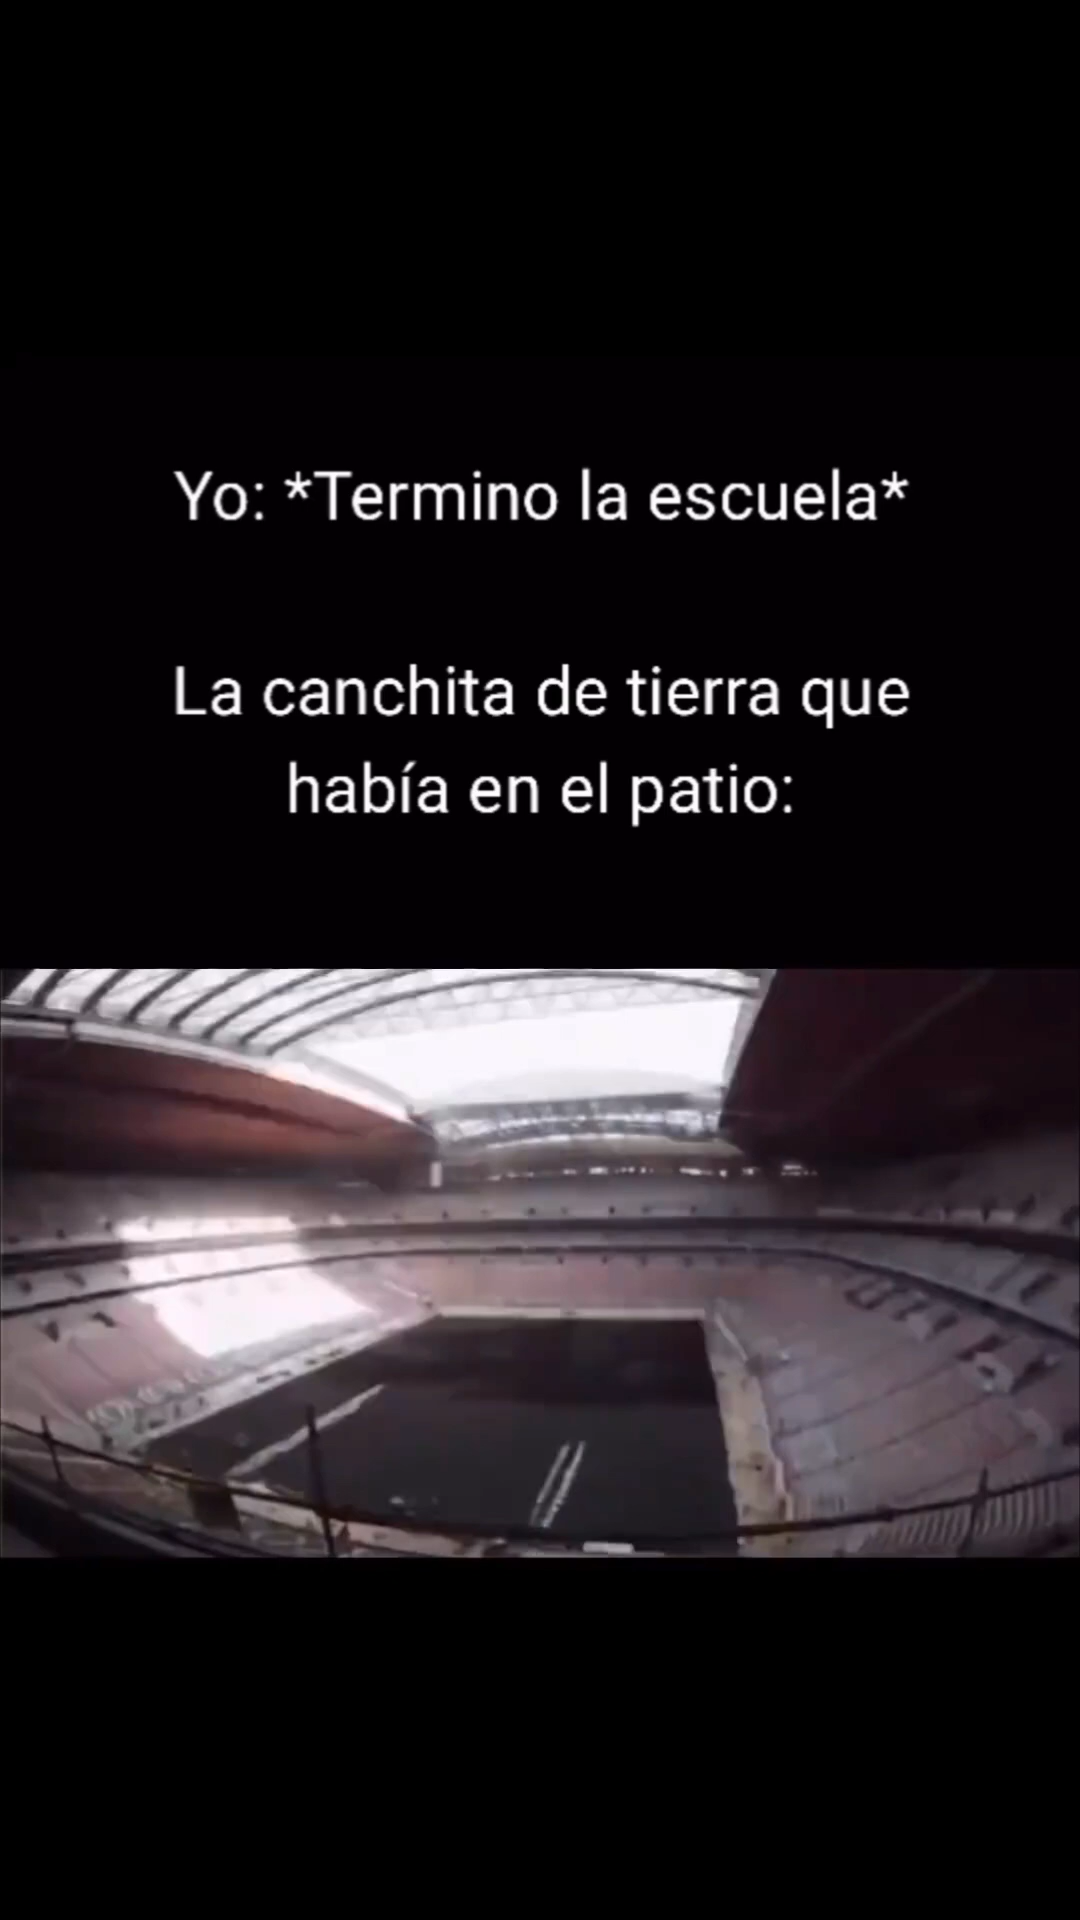 Yo: *Termino la escuela*
La canchita de tierra que
había en el patio: